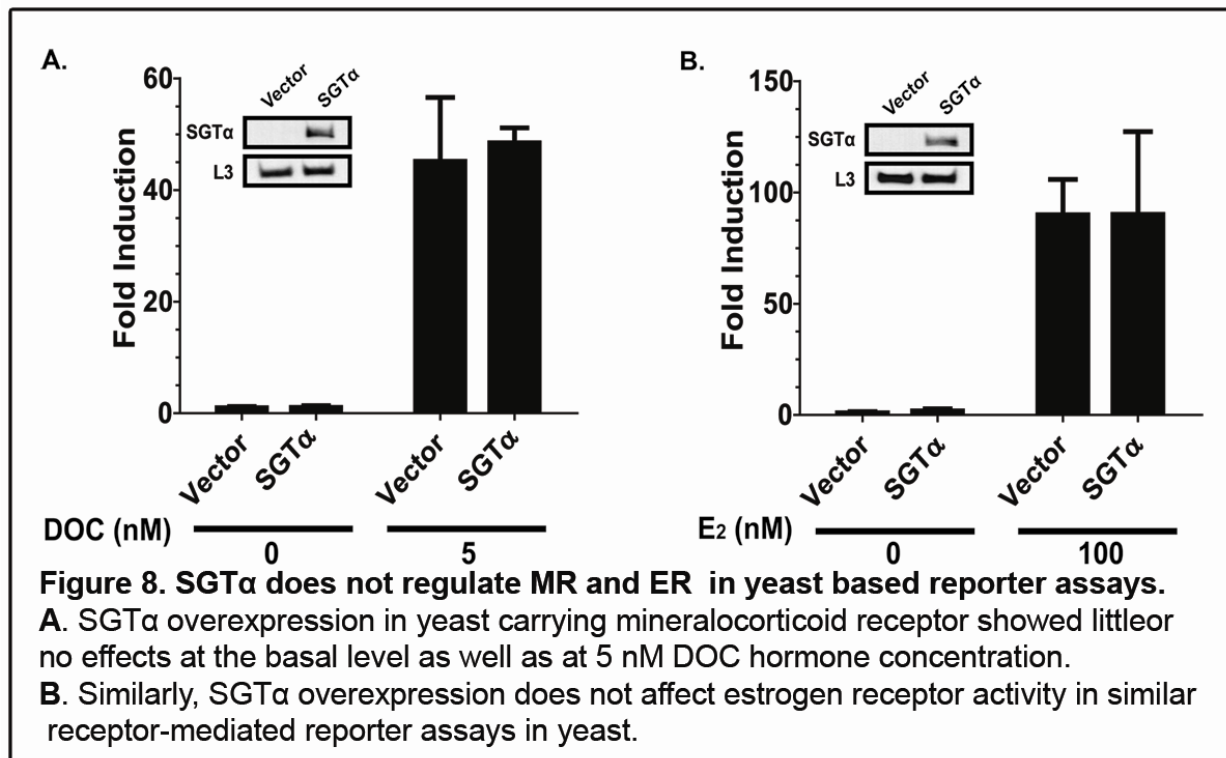 A.
60
40
20
0
Fold Induction
Vector
SGTα
SGTα
L3
Vector
SGTα
Vector
SGTα
DOC (nM)
0
5
B.
150
100
50
0
Fold Induction
Vector
SGTα
SGTα
L3
Vector
SGTα
Vector
SGTα
E2 (nM)
0
100
Figure 8. SGTα does not regulate MR and ER in yeast based reporter assays.
A. SGTα overexpression in yeast carrying mineralocorticoid receptor showed littleor
no effects at the basal level as well as at 5 nM DOC hormone concentration.
B. Similarly, SGTα overexpression does not affect estrogen receptor activity in similar
receptor-mediated reporter assays in yeast.